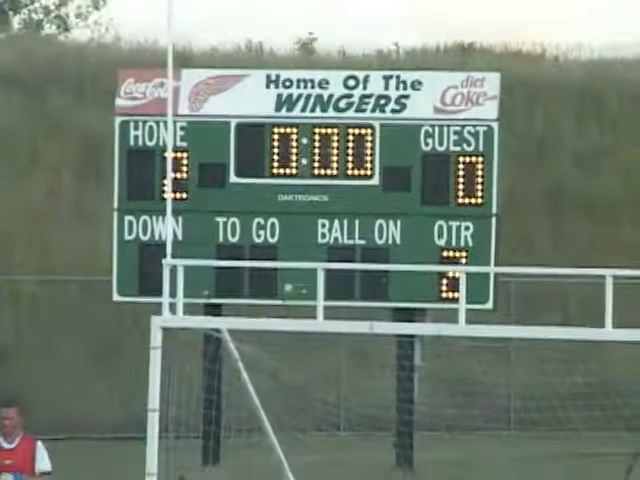 Coca-Cola
Home Of The
WINGERS
diet
Coke
HOME 0:00 GUEST
2 0
DAKTRONICS
DOWN TO GO BALL ON QTR
2